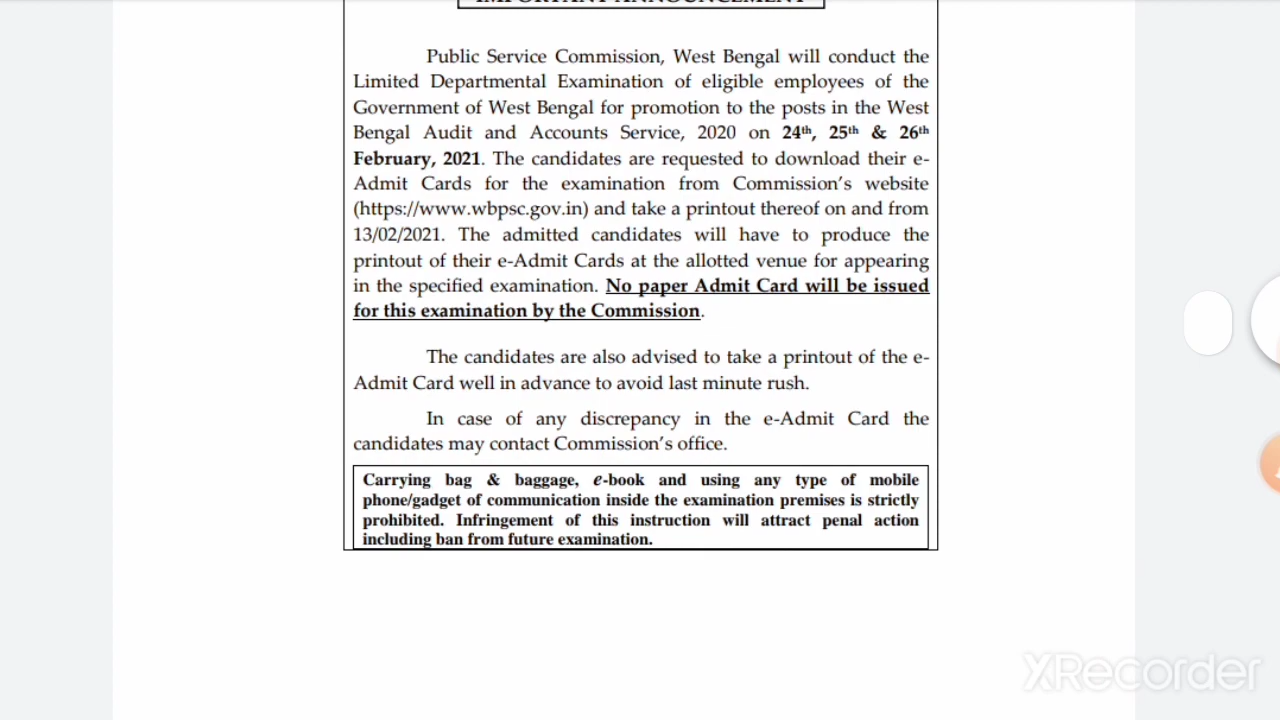 IMPORTANT ANNOUNCEMENT
Public Service Commission, West Bengal will conduct the
Limited Departmental Examination of eligible employees of the
Government of West Bengal for promotion to the posts in the West
Bengal Audit and Accounts Service, 2020 on 24th, 25th & 26th
February, 2021. The candidates are requested to download their e-
Admit Cards for the examination from Commission's website
(https://www.wbpsc.gov.in) and take a printout thereof on and from
13/02/2021. The admitted candidates will have to produce the
printout of their e-Admit Cards at the allotted venue for appearing
in the specified examination. No paper Admit Card will be issued
for this examination by the Commission.
The candidates are also advised to take a printout of the e-
Admit Card well in advance to avoid last minute rush.
In case of any discrepancy in the e-Admit Card the
candidates may contact Commission's office.
Carrying bag & baggage, e-book and using any type of mobile
phone/gadget of communication inside the examination premises is strictly
prohibited. Infringement of this instruction will attract penal action
including ban from future examination.
XRecorder